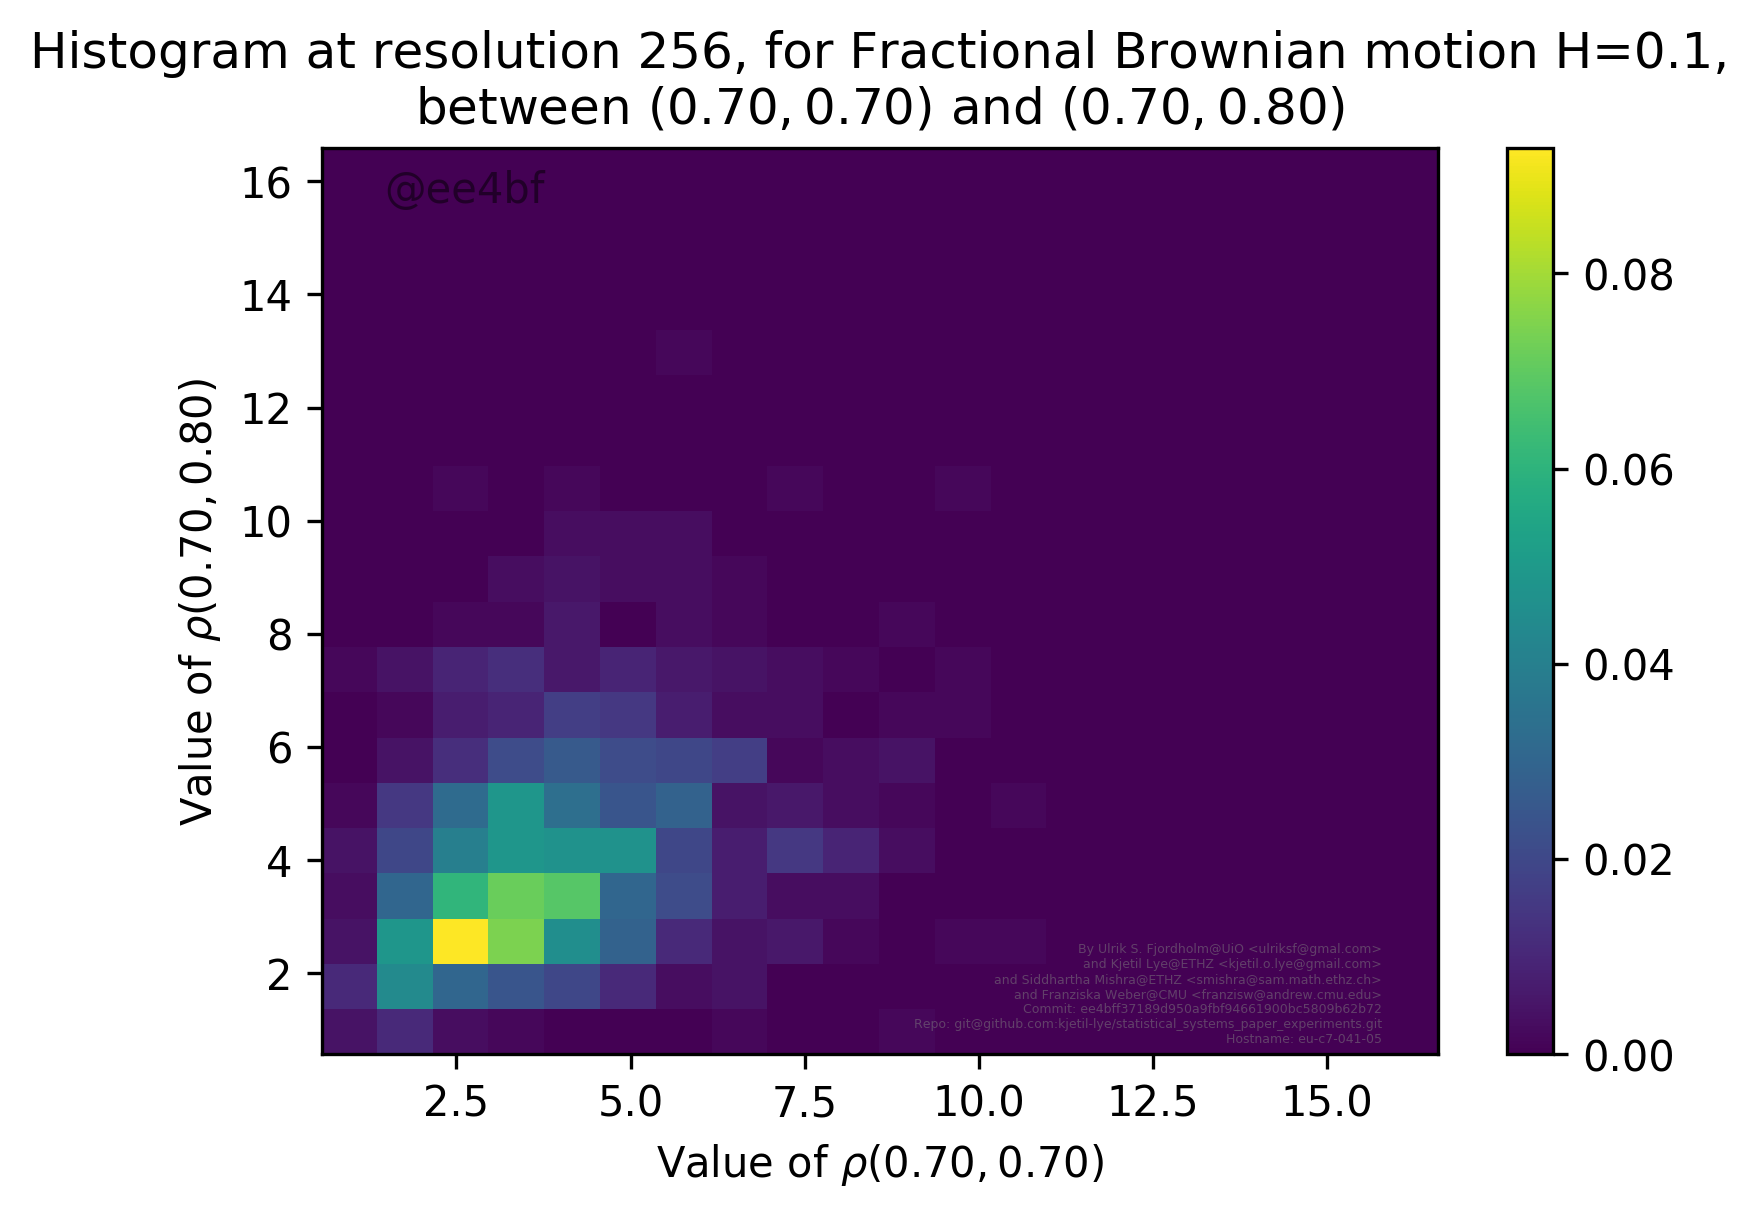 Histogram at resolution 256, for Fractional Brownian motion H=0.1,
between (0.70, 0.70) and (0.70, 0.80)
@ee4bf
16
14
12
10
8
6
4
2
Value of ρ(0.70, 0.80)
2.5 5.0 7.5 10.0 12.5 15.0
Value of ρ(0.70, 0.70)
0.08
0.06
0.04
0.02
0.00
By Ulrik S. Fjordholm@UiO <ulriksf@gmal.com>
and Kjetil Lye@ETHZ <kjetil.o.lye@gmail.com>
and Siddhartha Mishra@ETHZ <smishra@sam.math.ethz.ch>
and Franziska Weber@CMU <franzisw@andrew.cmu.edu>
Commit: ee4bff37189d950a9fbf94661900bc5809b62b72
Repo: git@github.com:kjetil-lye/statistical_systems_paper_experiments.git
Hostname: eu-c7-041-05